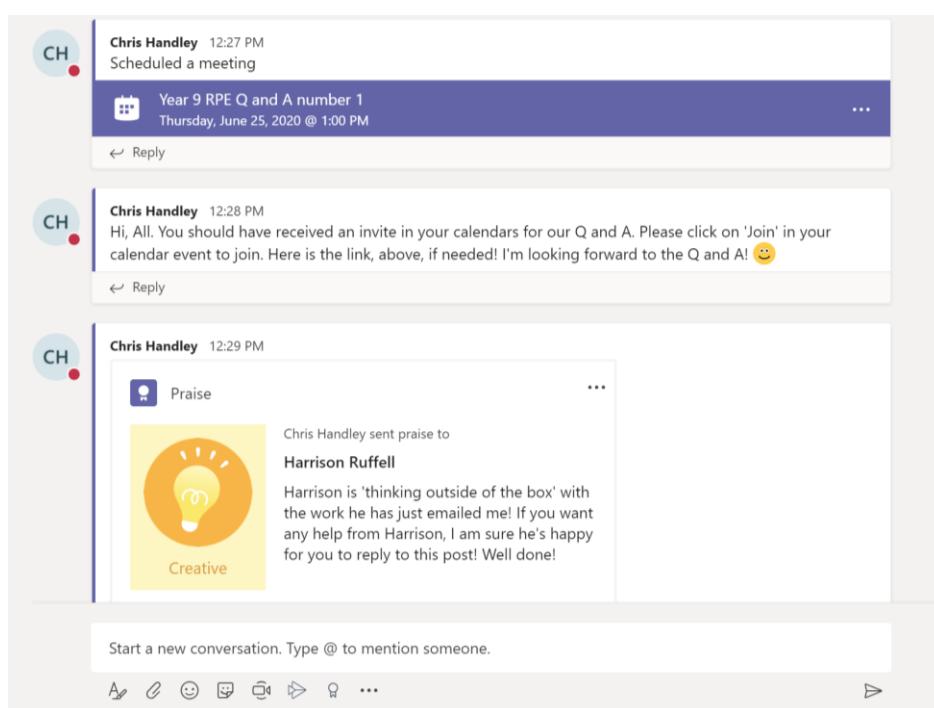 CH
Chris Handley 12:27 PM
Scheduled a meeting
Year 9 RPE Q and A number 1
Thursday, June 25, 2020 @ 1:00 PM
Reply
CH
Chris Handley 12:28 PM
Hi, All. You should have received an invite in your calendars for our Q and A. Please click on 'Join' in your
calendar event to join. Here is the link, above, if needed! I'm looking forward to the Q and A!
Reply
CH
Chris Handley 12:29 PM
Praise
Creative
Chris Handley sent praise to
Harrison Ruffell
Harrison is 'thinking outside of the box' with
the work he has just emailed me! If you want
any help from Harrison, I am sure he's happy
for you to reply to this post! Well done!
Start a new conversation. Type @ to mention someone.